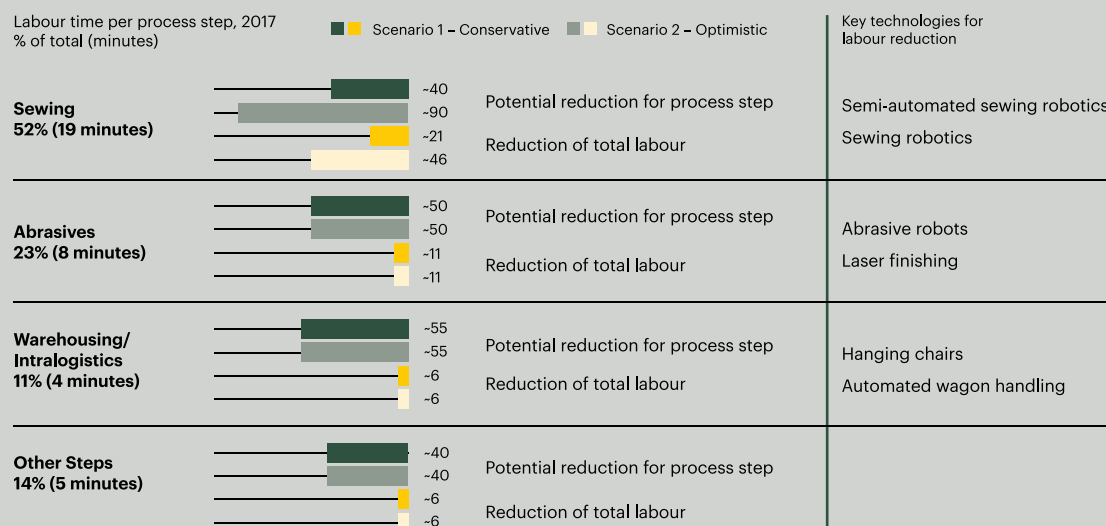 Labour time per process step, 2017
% of total (minutes)
Scenario 1 – Conservative
Scenario 2 – Optimistic
Key technologies for
labour reduction
Sewing
52% (19 minutes)
~40
~90
~21
~46
Potential reduction for process step
Reduction of total labour
Semi-automated sewing robotics
Sewing robotics
Abrasives
23% (8 minutes)
~50
~50
~11
~11
Potential reduction for process step
Reduction of total labour
Abrasive robots
Laser finishing
Warehousing/
Intralogistics
11% (4 minutes)
~55
~55
~6
~6
Potential reduction for process step
Reduction of total labour
Hanging chairs
Automated wagon handling
Other Steps
14% (5 minutes)
~40
~40
~6
~6
Potential reduction for process step
Reduction of total labour